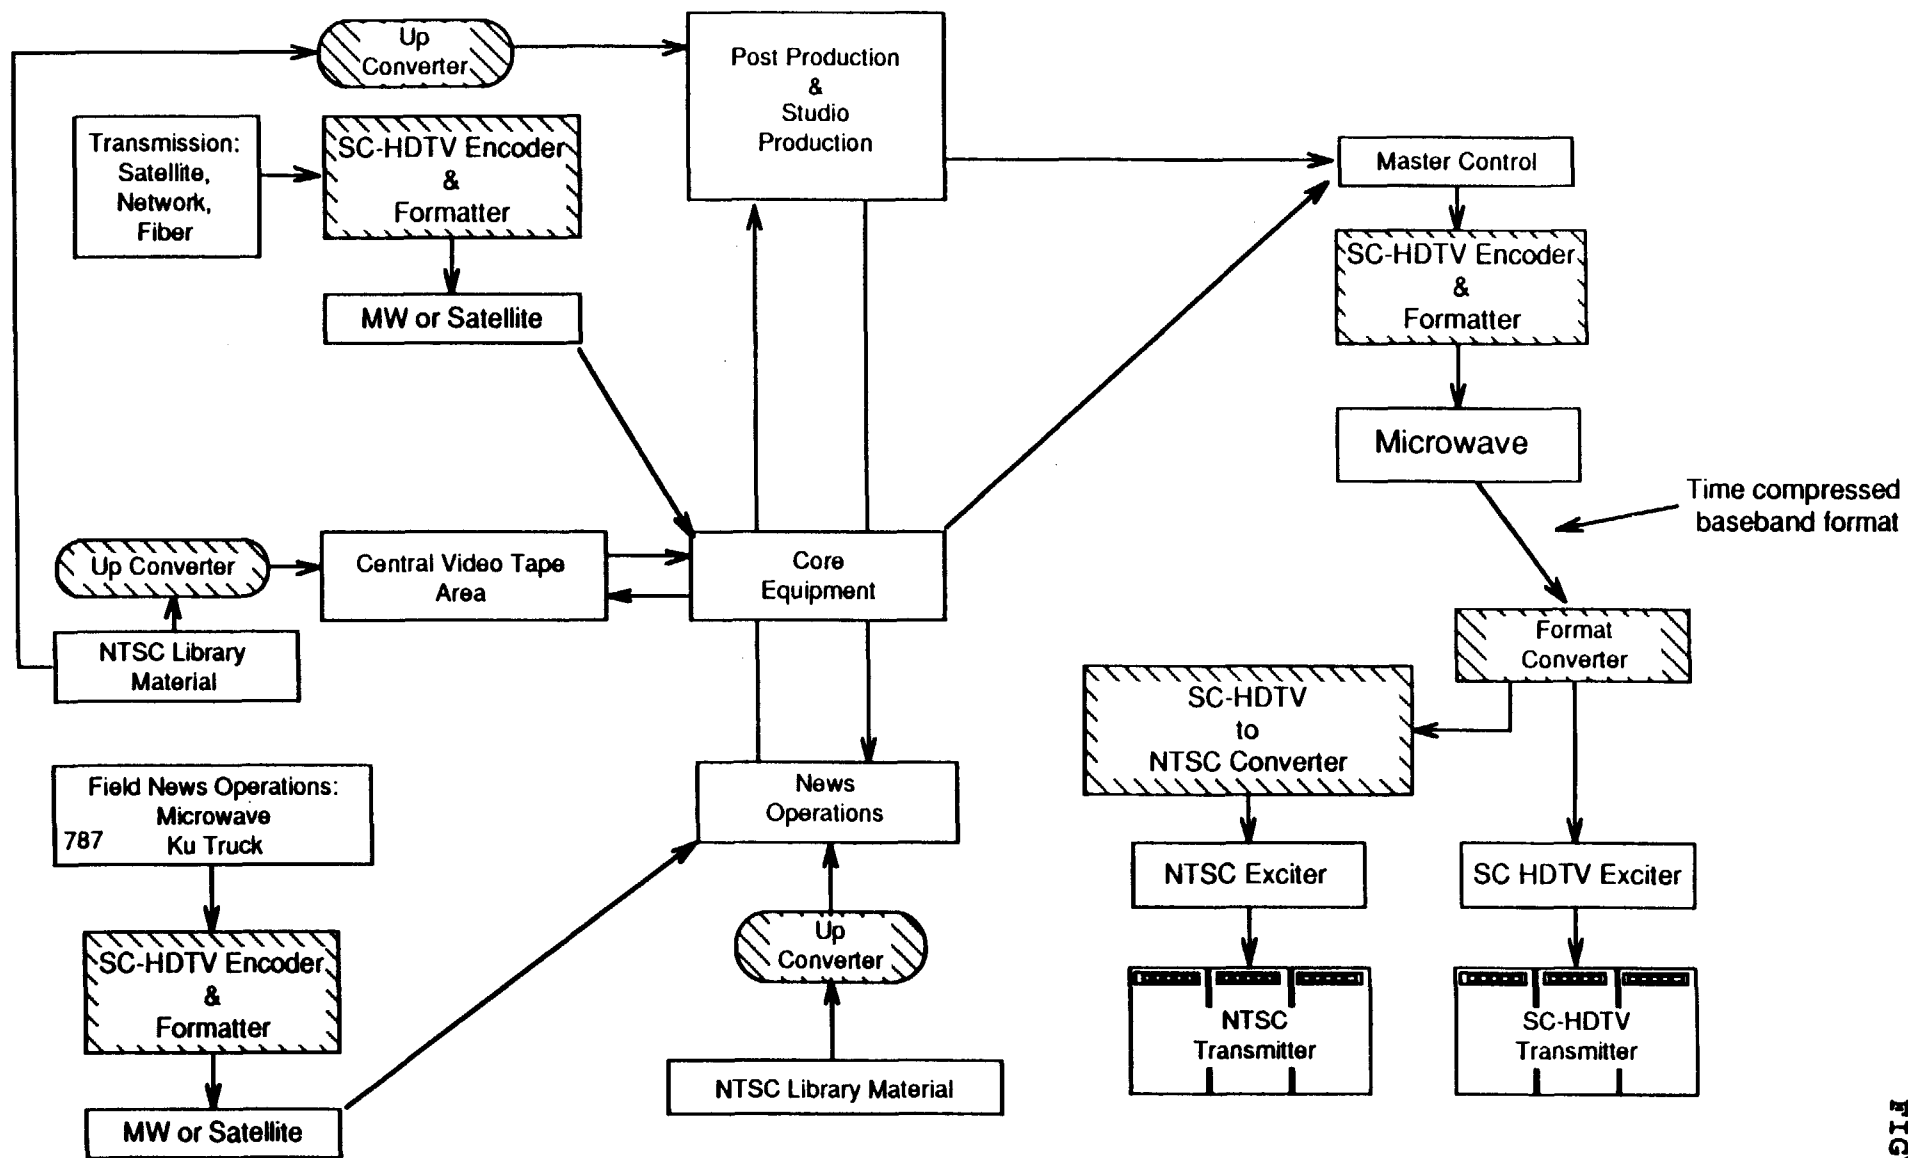 Up
Converter
Post Production
&
Studio
Production
Transmission:
Satellite,
Network,
Fiber
SC-HDTV Encoder
&
Formatter
MW or Satellite
Master Control
SC-HDTV Encoder
&
Formatter
Microwave
Time compressed
baseband format
Up Converter
Central Video Tape
Area
Core
Equipment
NTSC Library
Material
Format
Converter
SC-HDTV
to
NTSC Converter
Field News Operations:
Microwave
787 Ku Truck
News
Operations
NTSC Exciter
SC HDTV Exciter
SC-HDTV Encoder
&
Formatter
Up
Converter
NTSC
Transmitter
SC-HDTV
Transmitter
NTSC Library Material
MW or Satellite
FIG